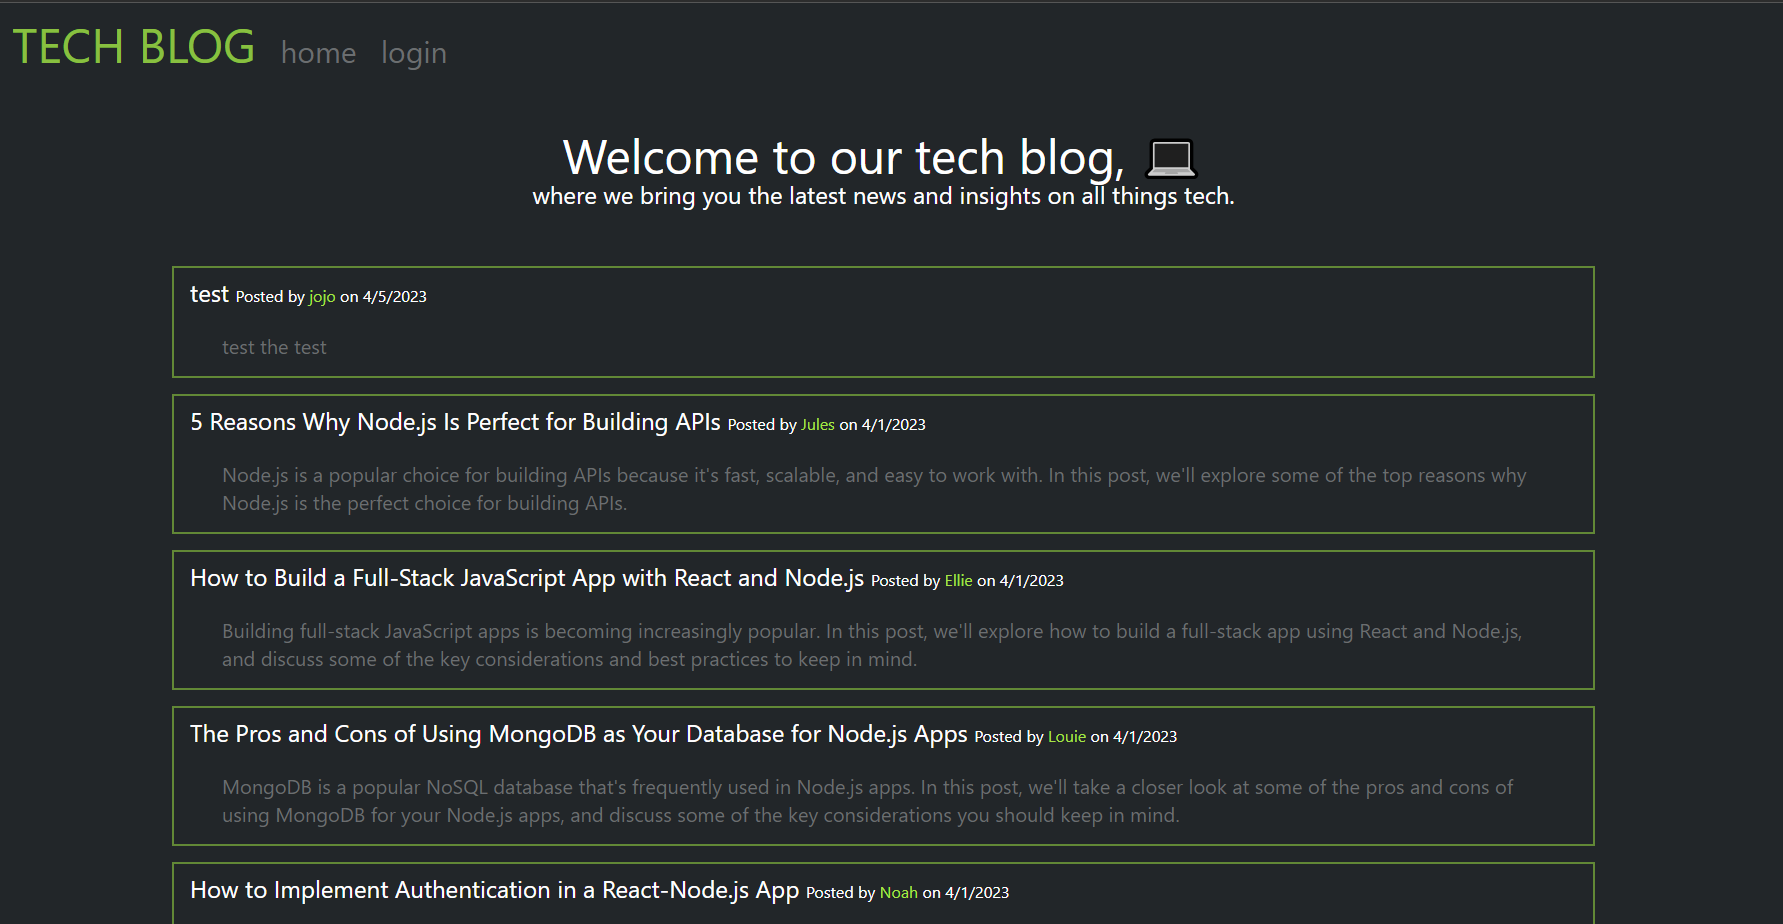 TECH BLOG home login
Welcome to our tech blog, 💻
where we bring you the latest news and insights on all things tech.
test Posted by jojo on 4/5/2023
test the test
5 Reasons Why Node.js Is Perfect for Building APIs Posted by Jules on 4/1/2023
Node.js is a popular choice for building APIs because it's fast, scalable, and easy to work with. In this post, we'll explore some of the top reasons why
Node.js is the perfect choice for building APIs.
How to Build a Full-Stack JavaScript App with React and Node.js Posted by Ellie on 4/1/2023
Building full-stack JavaScript apps is becoming increasingly popular. In this post, we'll explore how to build a full-stack app using React and Node.js,
and discuss some of the key considerations and best practices to keep in mind.
The Pros and Cons of Using MongoDB as Your Database for Node.js Apps Posted by Louie on 4/1/2023
MongoDB is a popular NoSQL database that's frequently used in Node.js apps. In this post, we'll take a closer look at some of the pros and cons of
using MongoDB for your Node.js apps, and discuss some of the key considerations you should keep in mind.
How to Implement Authentication in a React-Node.js App Posted by Noah on 4/1/2023